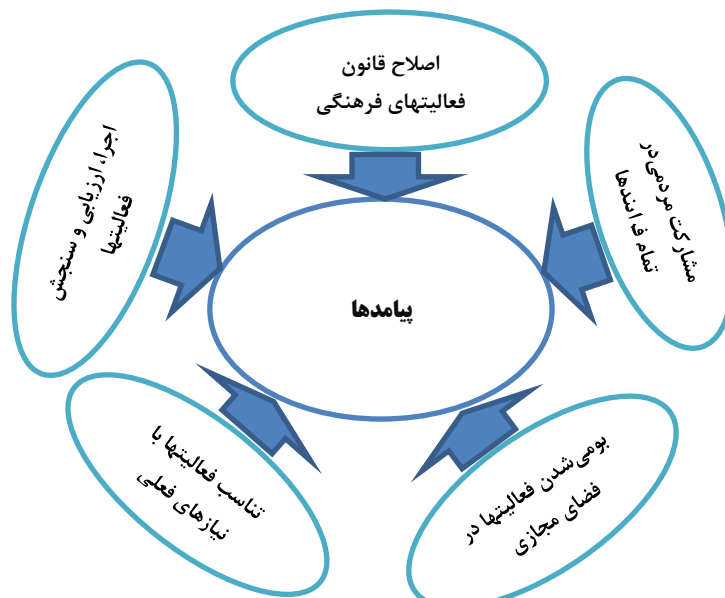 اصلاح قانون
فعالیتهای فرهنگی
مشارکت مردمی در
تمام فرآیندها
بومی‌شدن فعالیتها در
فضای مجازی
تناسب فعالیتها با
نیازهای فعلی
اجرا، ارزیابی و سنجش
فعالیتها
پیامدها